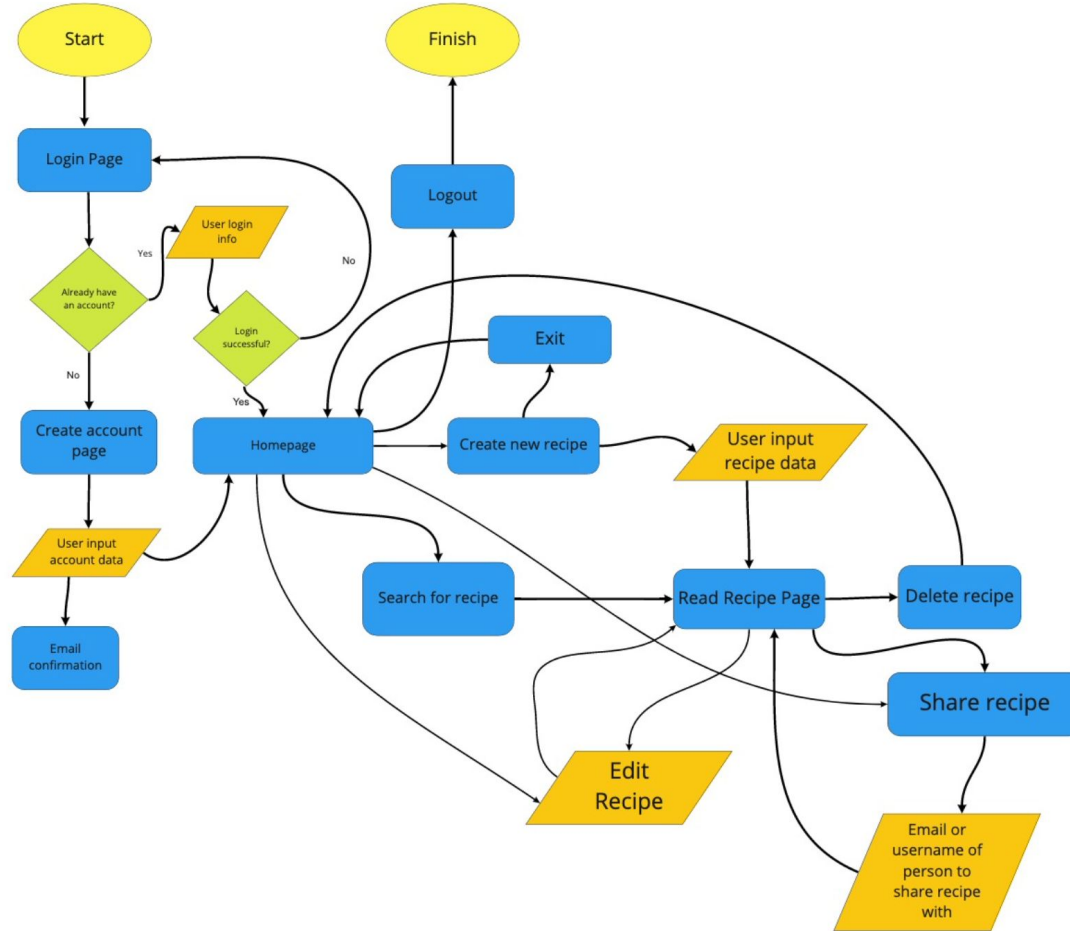 Start
Finish
Login Page
Logout
User login
info
Yes
Already have
an account?
No
Login
successful?
Exit
No
Yes
Create account
page
Homepage
Create new recipe
User input
recipe data
User input
account data
Search for recipe
Read Recipe Page
Delete recipe
Email
confirmation
Share recipe
Edit
Recipe
Email or
username of
person to
share recipe
with